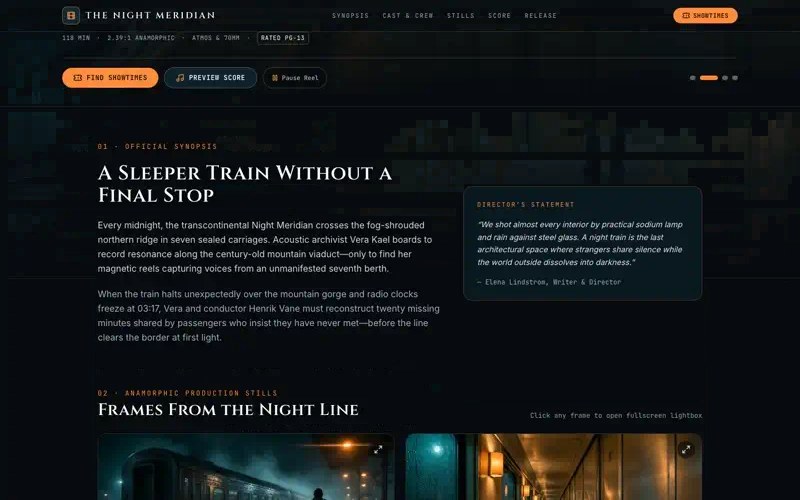 THE NIGHT MERIDIAN
SYNOPSIS CAST & CREW STILLS SCORE RELEASE
SHOWTIMES
118 MIN · 2.39:1 ANAMORPHIC · ATMOS & 70MM · RATED PG-13
FIND SHOWTIMES
PREVIEW SCORE
Pause Reel
01 · OFFICIAL SYNOPSIS
A Sleeper Train Without a
Final Stop
Every midnight, the transcontinental Night Meridian crosses the fog-shrouded
northern ridge in seven sealed carriages. Acoustic archivist Vera Kael boards to
record resonance along the century-old mountain viaduct—only to find her
magnetic reels capturing voices from an unmanifested seventh berth.
When the train halts unexpectedly over the mountain gorge and radio clocks
freeze at 03:17, Vera and conductor Henrik Vane must reconstruct twenty missing
minutes shared by passengers who insist they have never met—before the line
clears the border at first light.
DIRECTOR'S STATEMENT
"We shot almost every interior by practical sodium lamp
and rain against steel glass. A night train is the last
architectural space where strangers share silence while
the world outside dissolves into darkness."
— Elena Lindstrom, Writer & Director
02 · ANAMORPHIC PRODUCTION STILLS
Frames From the Night Line
Click any frame to open fullscreen lightbox